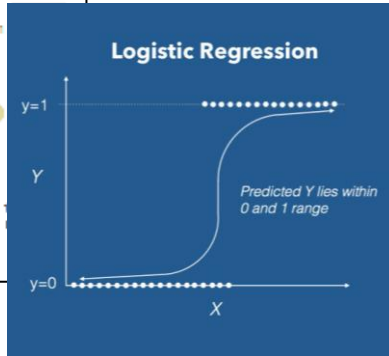 Logistic Regression
y=1
Y
Predicted Y lies within
0 and 1 range
y=0
X